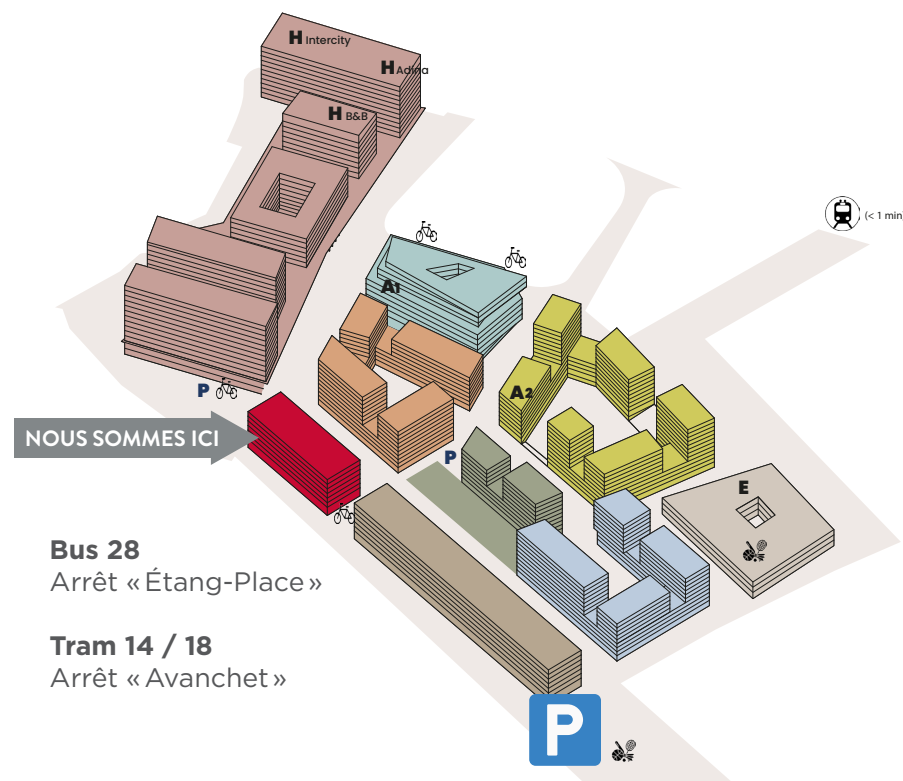 H Intercity
H Adina
H B&B
(< 1 min)
A1
A2
P
NOUS SOMMES ICI
P
E
Bus 28
Arrêt « Étang-Place »
Tram 14 / 18
Arrêt « Avanchet »
P